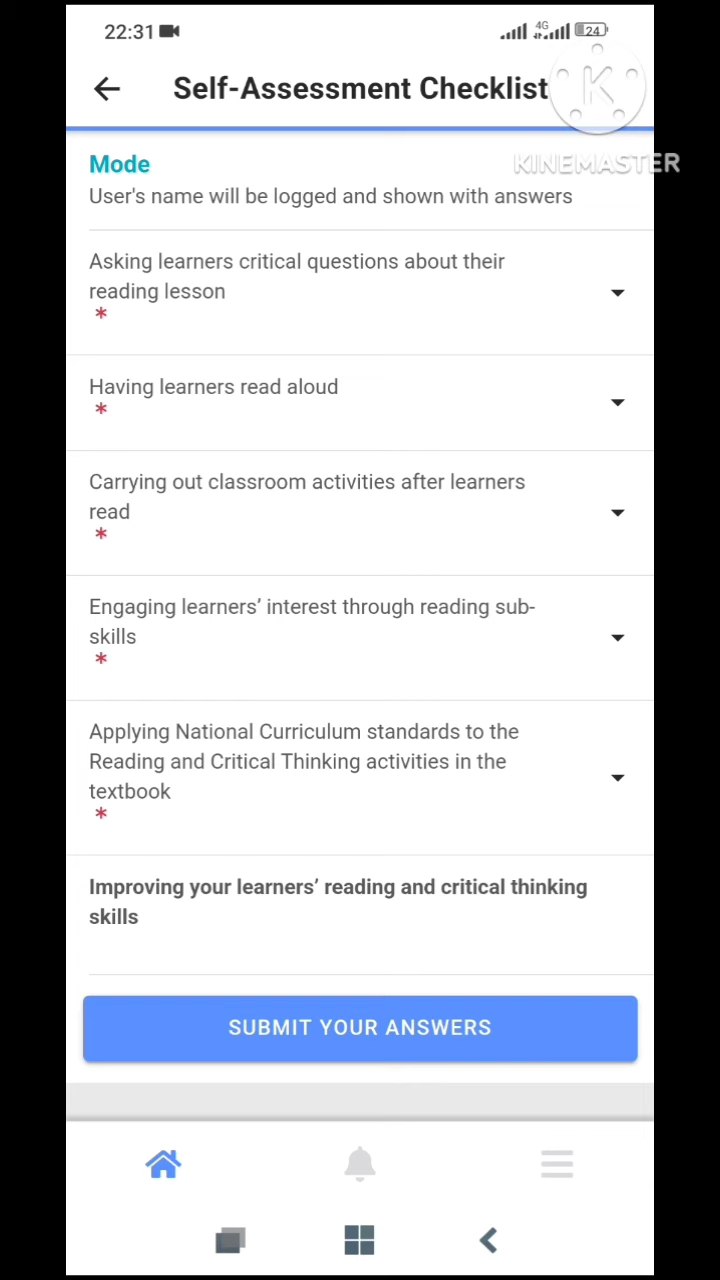 22:31
4G
24
Self-Assessment Checklist
K
KINEMASTER
Mode
User's name will be logged and shown with answers
Asking learners critical questions about their
reading lesson
*
Having learners read aloud
*
Carrying out classroom activities after learners
read
*
Engaging learners’ interest through reading sub-
skills
*
Applying National Curriculum standards to the
Reading and Critical Thinking activities in the
textbook
*
Improving your learners’ reading and critical thinking
skills
SUBMIT YOUR ANSWERS